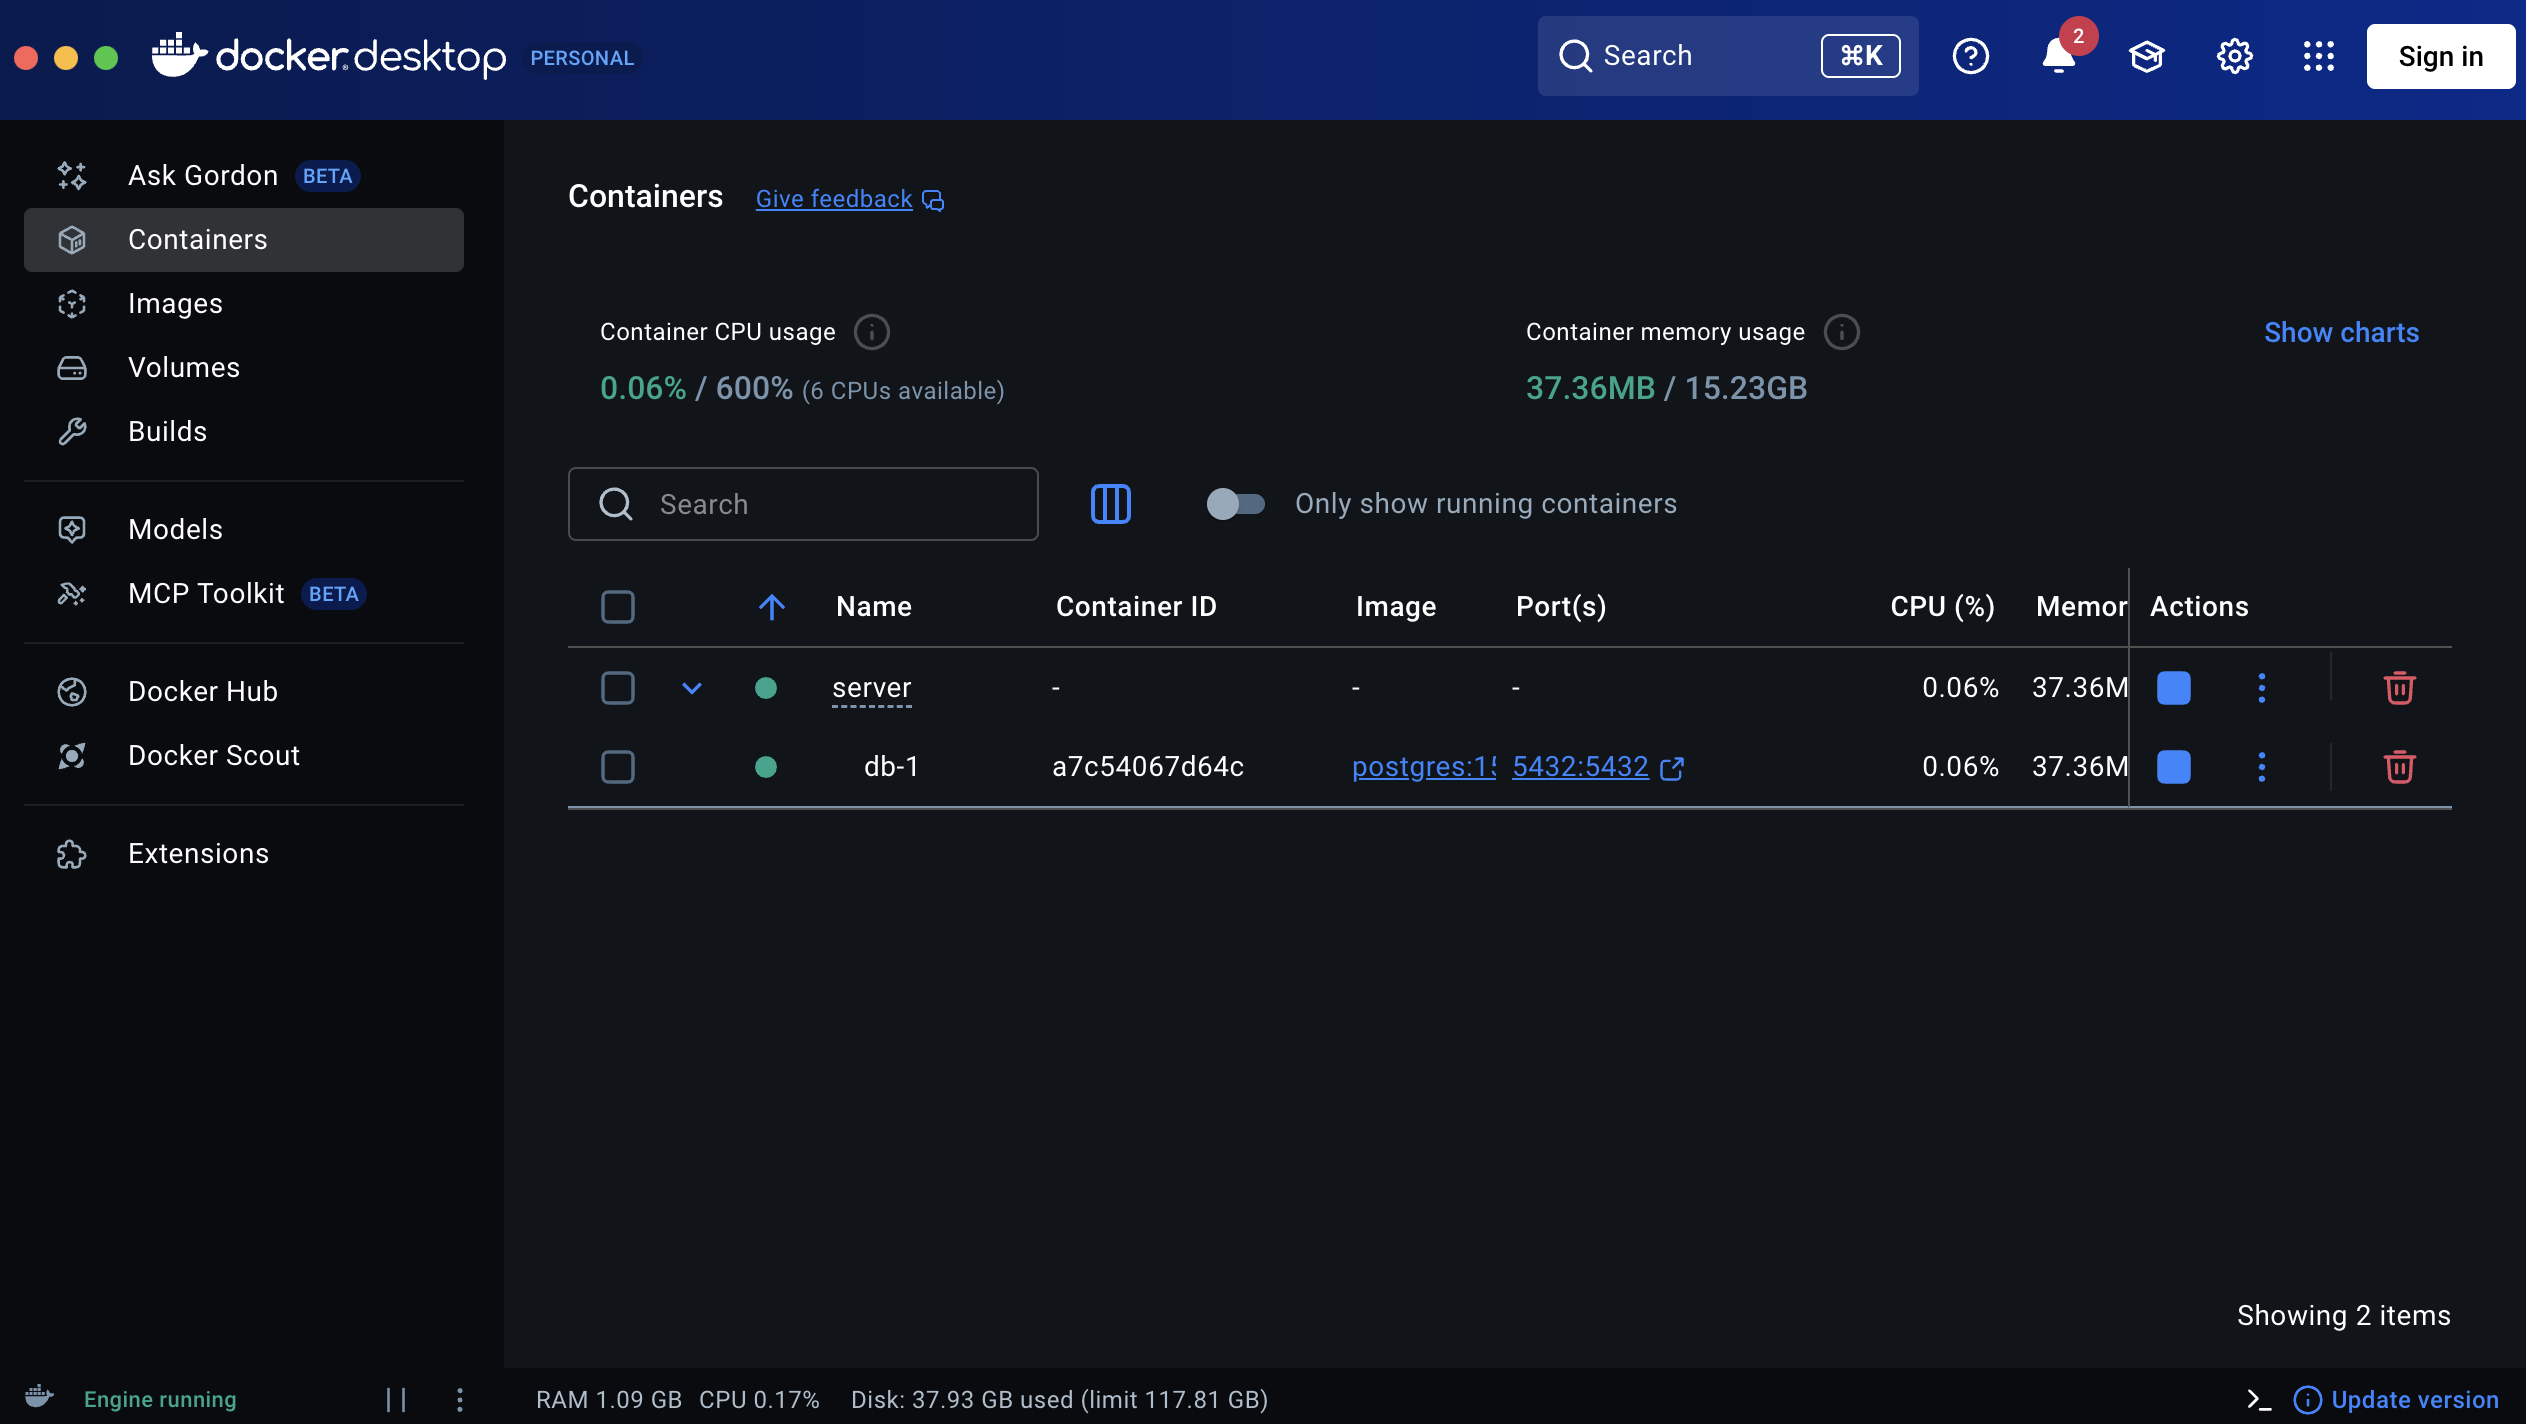 docker desktop PERSONAL
Search ⌘K
2
Sign in
Ask Gordon BETA
Containers
Images
Volumes
Builds
Models
MCP Toolkit BETA
Docker Hub
Docker Scout
Extensions
Containers Give feedback
Container CPU usage
0.06% / 600% (6 CPUs available)
Container memory usage
37.36MB / 15.23GB
Show charts
Search
Only show running containers
Name Container ID Image Port(s) CPU (%) Memor Actions
server - - - 0.06% 37.36M
db-1 a7c54067d64c postgres:15 5432:5432 0.06% 37.36M
Showing 2 items
Engine running
RAM 1.09 GB CPU 0.17% Disk: 37.93 GB used (limit 117.81 GB)
Update version